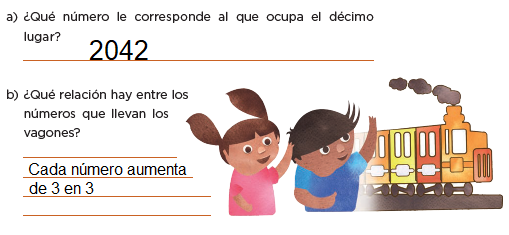 a) ¿Qué número le corresponde al que ocupa el décimo
lugar?
2042
b) ¿Qué relación hay entre los
números que llevan los
vagones?
Cada número aumenta
de 3 en 3